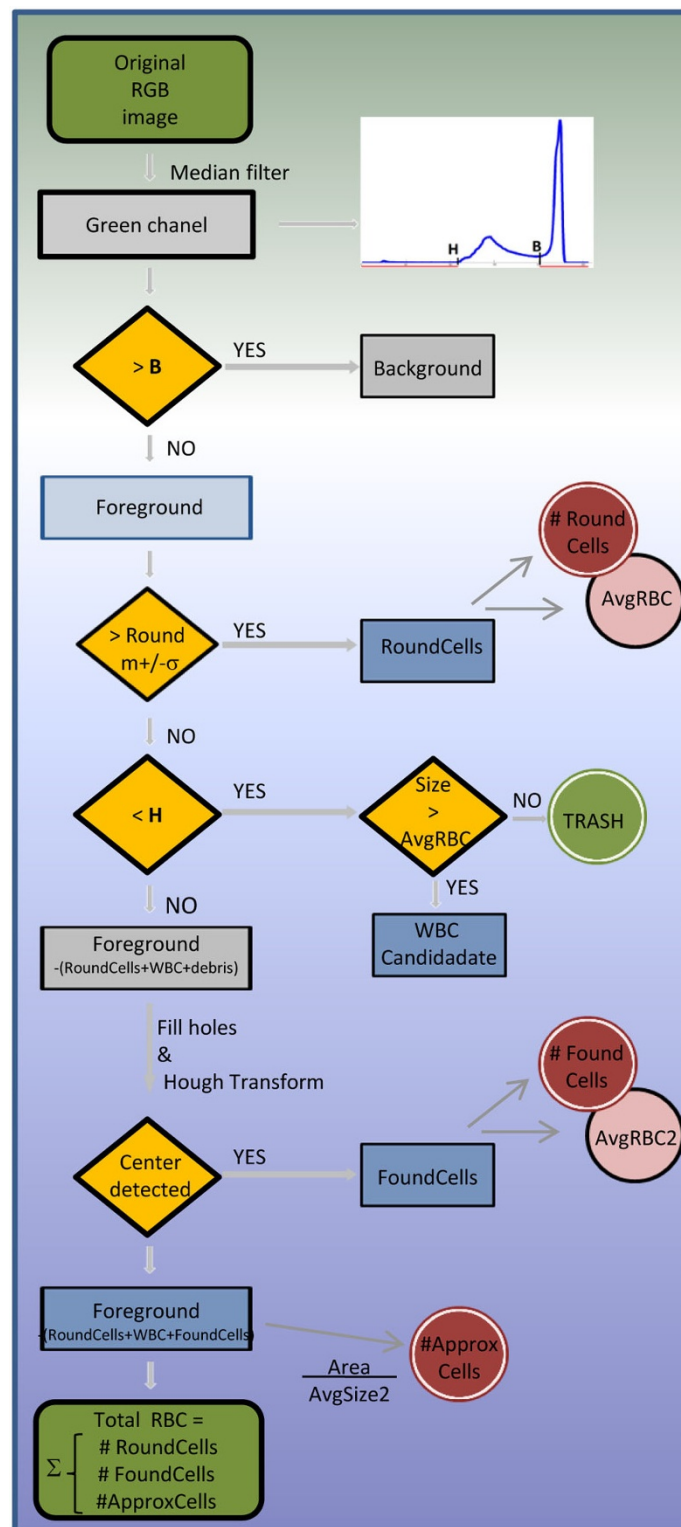 Original
RGB
image
Median filter
Green chanel
H
B
> B
YES
Background
NO
Foreground
# Round
Cells
AvgRBC
> Round
m+/-σ
YES
RoundCells
NO
< H
YES
Size
>
AvgRBC
NO
TRASH
YES
WBC
Candidadate
NO
Foreground
-(RoundCells+WBC+debris)
Fill holes
&
Hough Transform
# Found
Cells
AvgRBC2
Center
detected
YES
FoundCells
Foreground
-(RoundCells+WBC+FoundCells)
#Approx
Cells
Area
AvgSize2
Total RBC =
Σ
# RoundCells
# FoundCells
#ApproxCells